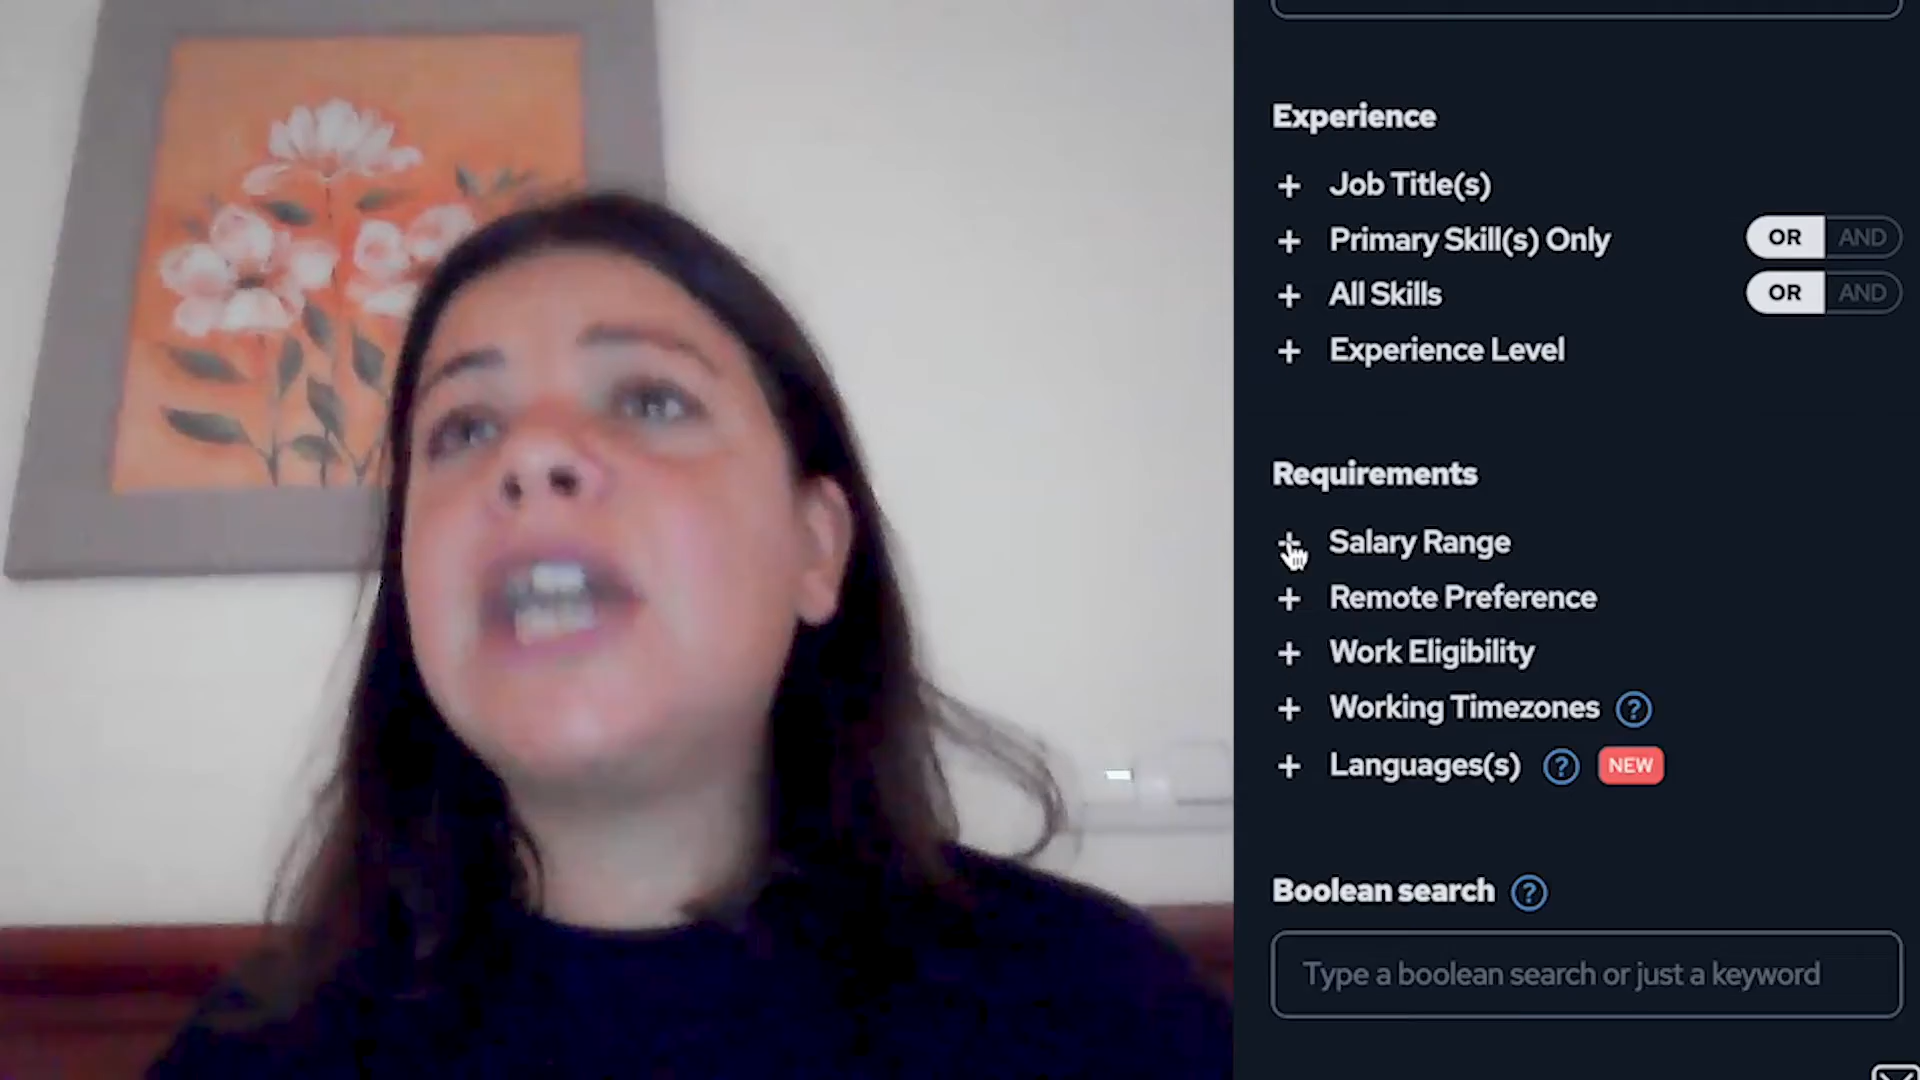 Experience
+ Job Title(s)
+ Primary Skill(s) Only OR AND
+ All Skills OR AND
+ Experience Level
Requirements
+ Salary Range
+ Remote Preference
+ Work Eligibility
+ Working Timezones ?
+ Languages(s) ? NEW
Boolean search ?
Type a boolean search or just a keyword